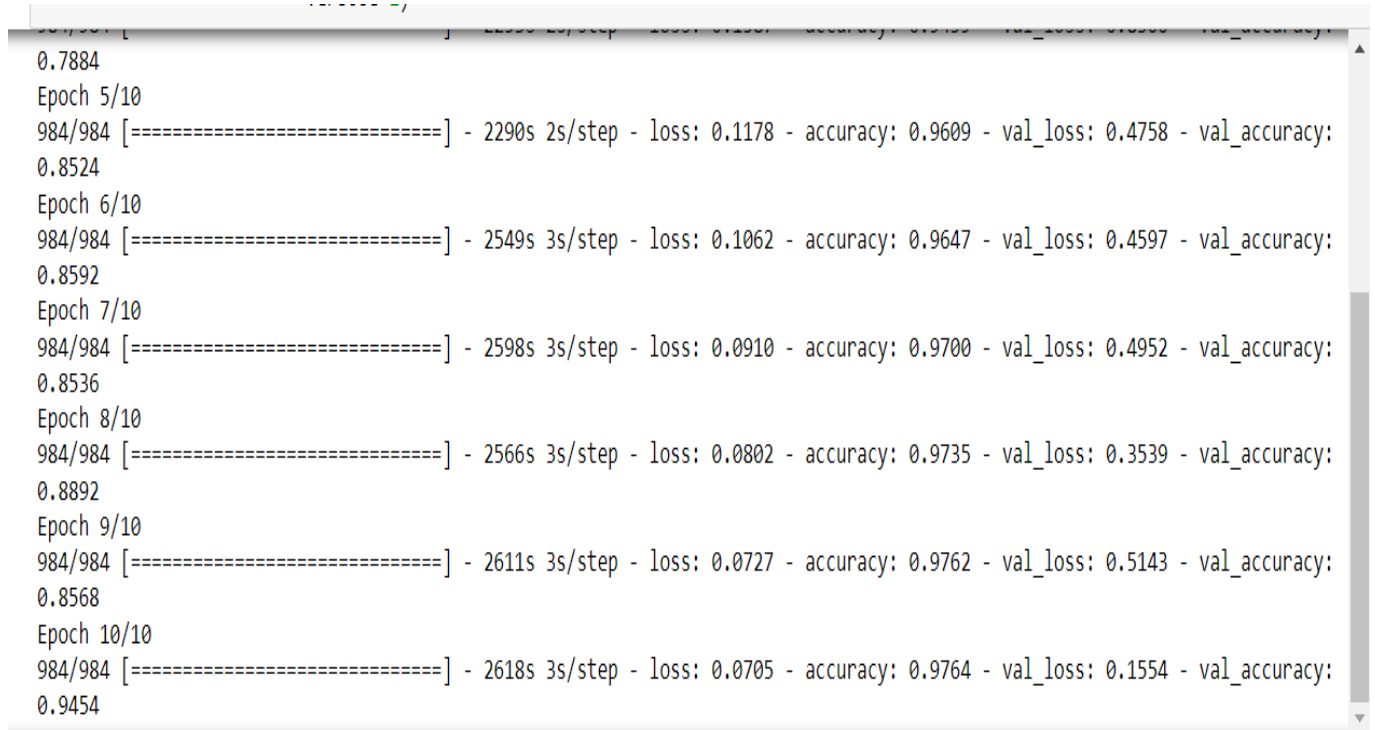 0.7884
Epoch 5/10
984/984 [==============================] - 2290s 2s/step - loss: 0.1178 - accuracy: 0.9609 - val_loss: 0.4758 - val_accuracy:
0.8524
Epoch 6/10
984/984 [==============================] - 2549s 3s/step - loss: 0.1062 - accuracy: 0.9647 - val_loss: 0.4597 - val_accuracy:
0.8592
Epoch 7/10
984/984 [==============================] - 2598s 3s/step - loss: 0.0910 - accuracy: 0.9700 - val_loss: 0.4952 - val_accuracy:
0.8536
Epoch 8/10
984/984 [==============================] - 2566s 3s/step - loss: 0.0802 - accuracy: 0.9735 - val_loss: 0.3539 - val_accuracy:
0.8892
Epoch 9/10
984/984 [==============================] - 2611s 3s/step - loss: 0.0727 - accuracy: 0.9762 - val_loss: 0.5143 - val_accuracy:
0.8568
Epoch 10/10
984/984 [==============================] - 2618s 3s/step - loss: 0.0705 - accuracy: 0.9764 - val_loss: 0.1554 - val_accuracy:
0.9454